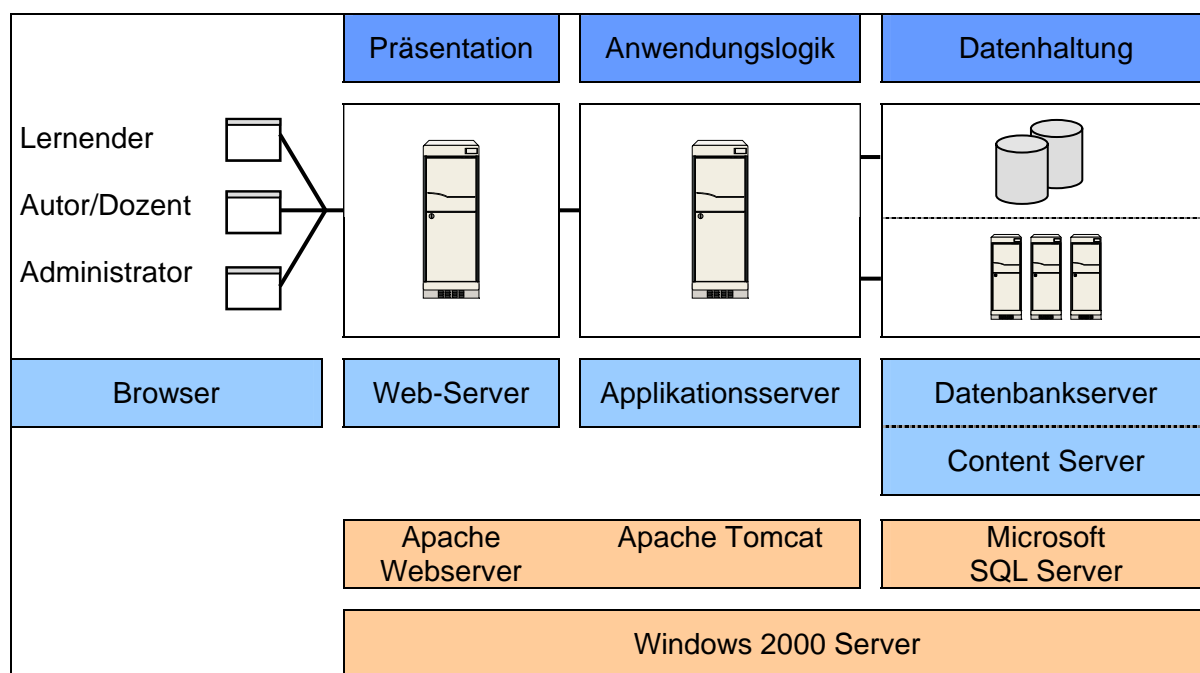 Präsentation
Anwendungslogik
Datenhaltung
Lernender
Autor/Dozent
Administrator
Browser
Web-Server
Applikationsserver
Datenbankserver
Content Server
Apache
Webserver
Apache Tomcat
Microsoft
SQL Server
Windows 2000 Server